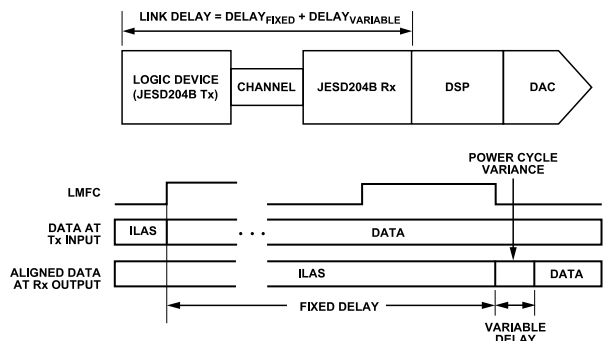 LINK DELAY = DELAYFIXED + DELAYVARIABLE
LOGIC DEVICE
(JESD204B Tx)
CHANNEL
JESD204B Rx
DSP
DAC
POWER CYCLE
VARIANCE
LMFC
DATA AT
Tx INPUT
ILAS
DATA
ALIGNED DATA
AT Rx OUTPUT
ILAS
DATA
FIXED DELAY
VARIABLE
DELAY